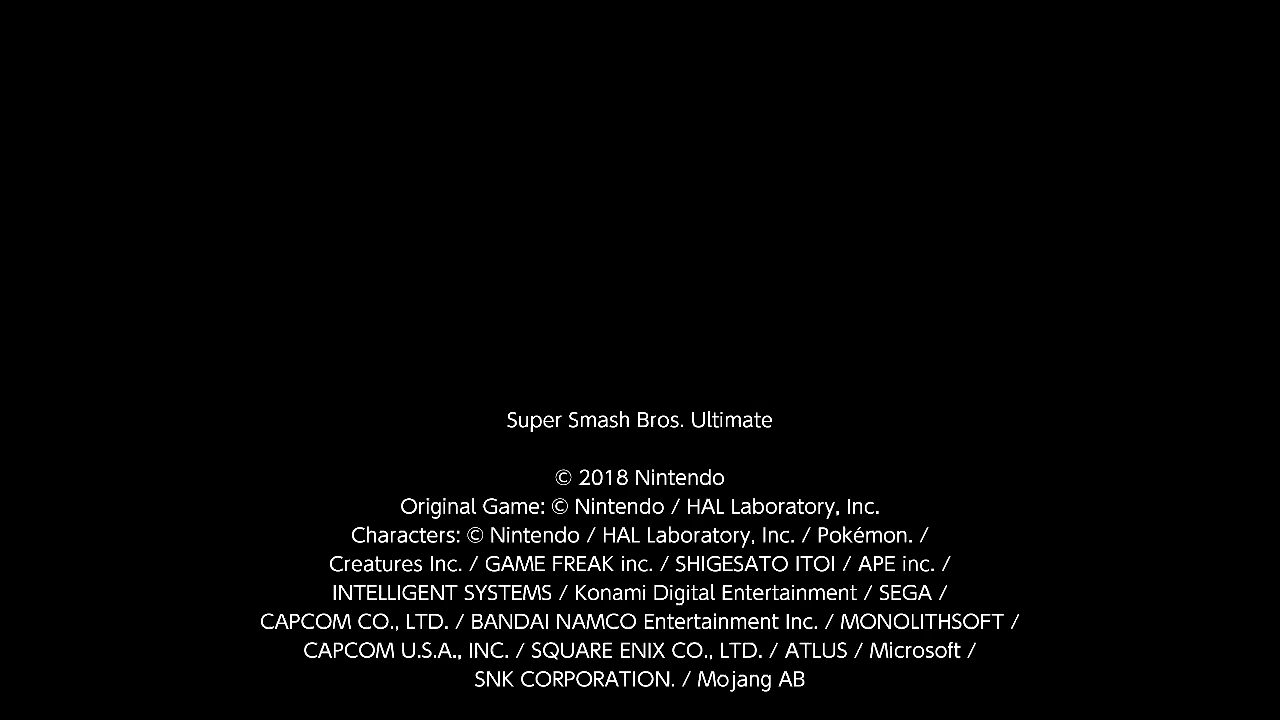 Super Smash Bros. Ultimate
© 2018 Nintendo
Original Game: © Nintendo / HAL Laboratory, Inc.
Characters: © Nintendo / HAL Laboratory, Inc. / Pokémon. /
Creatures Inc. / GAME FREAK inc. / SHIGESATO ITOI / APE inc. /
INTELLIGENT SYSTEMS / Konami Digital Entertainment / SEGA /
CAPCOM CO., LTD. / BANDAI NAMCO Entertainment Inc. / MONOLITHSOFT /
CAPCOM U.S.A., INC. / SQUARE ENIX CO., LTD. / ATLUS / Microsoft /
SNK CORPORATION. / Mojang AB